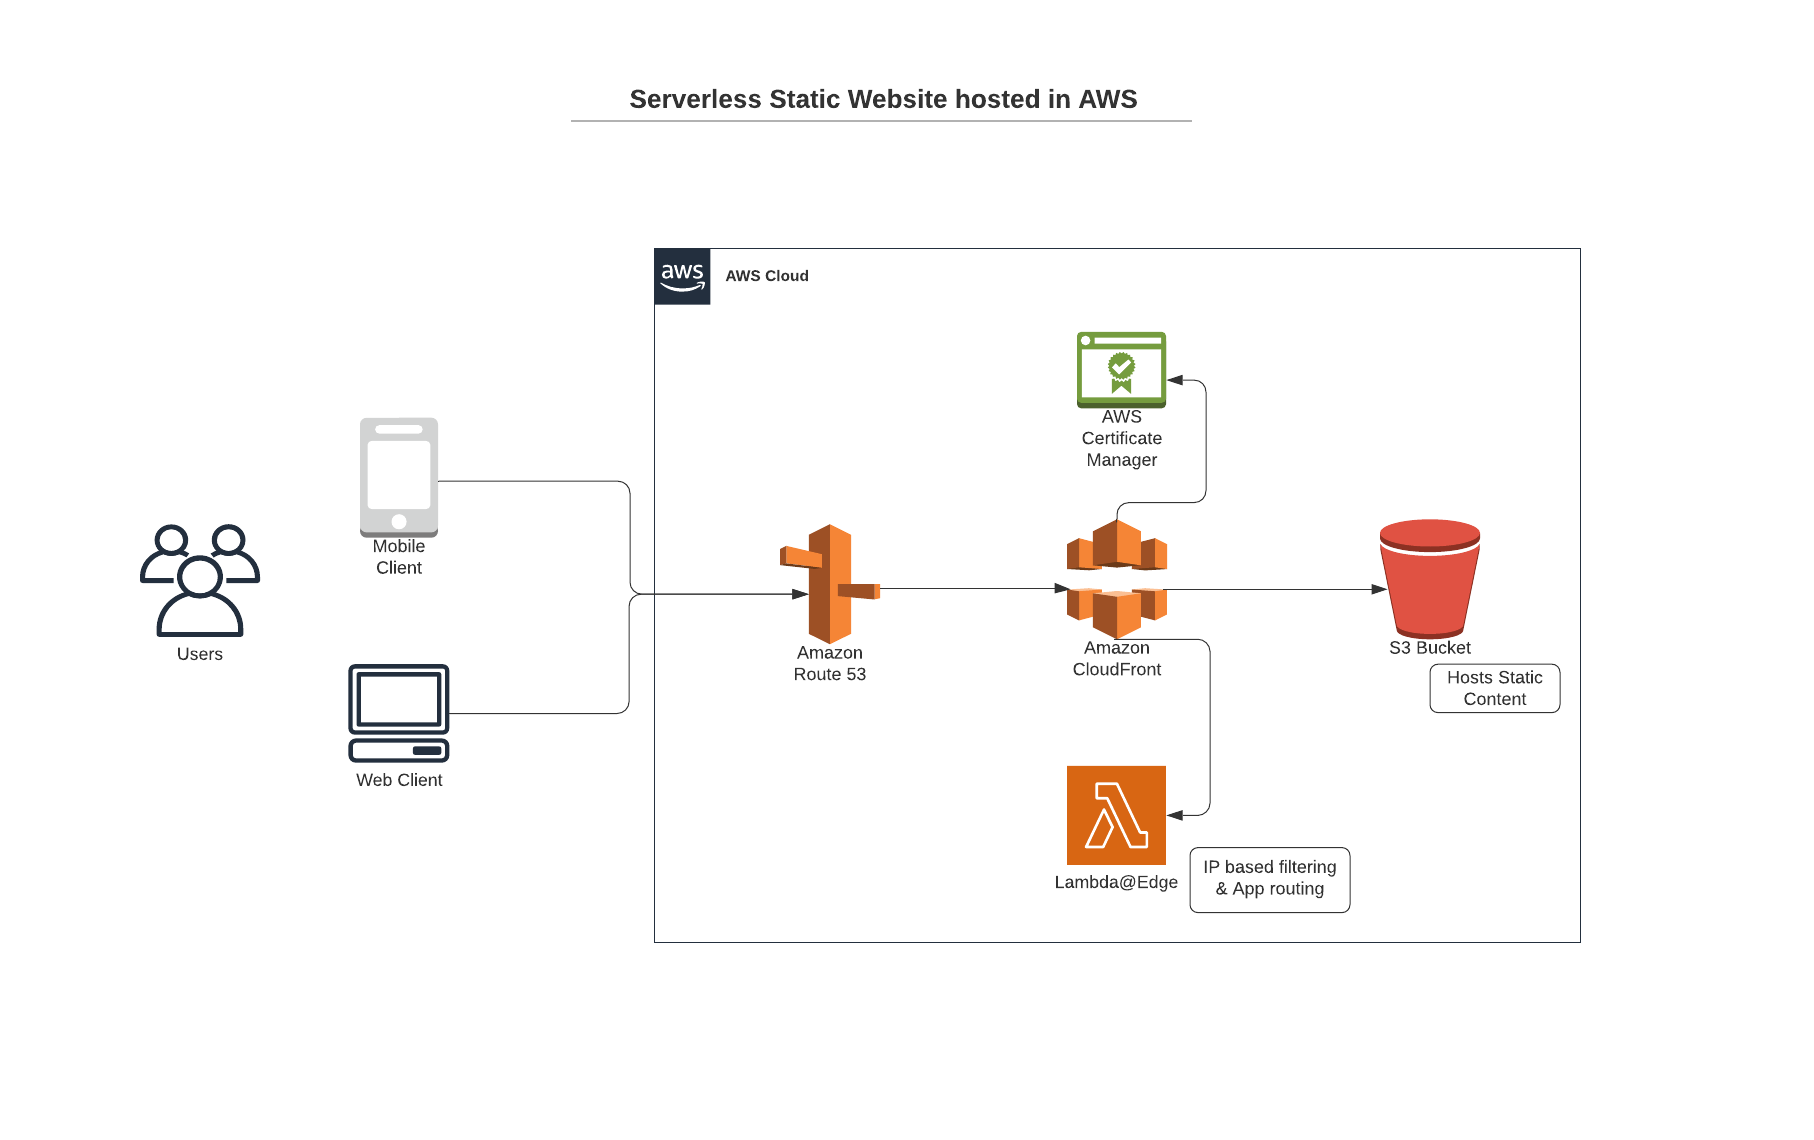 Serverless Static Website hosted in AWS
aws
AWS Cloud
AWS
Certificate
Manager
Mobile
Client
Users
Amazon
Route 53
Amazon
CloudFront
S3 Bucket
Hosts Static
Content
Web Client
Lambda@Edge
IP based filtering
& App routing